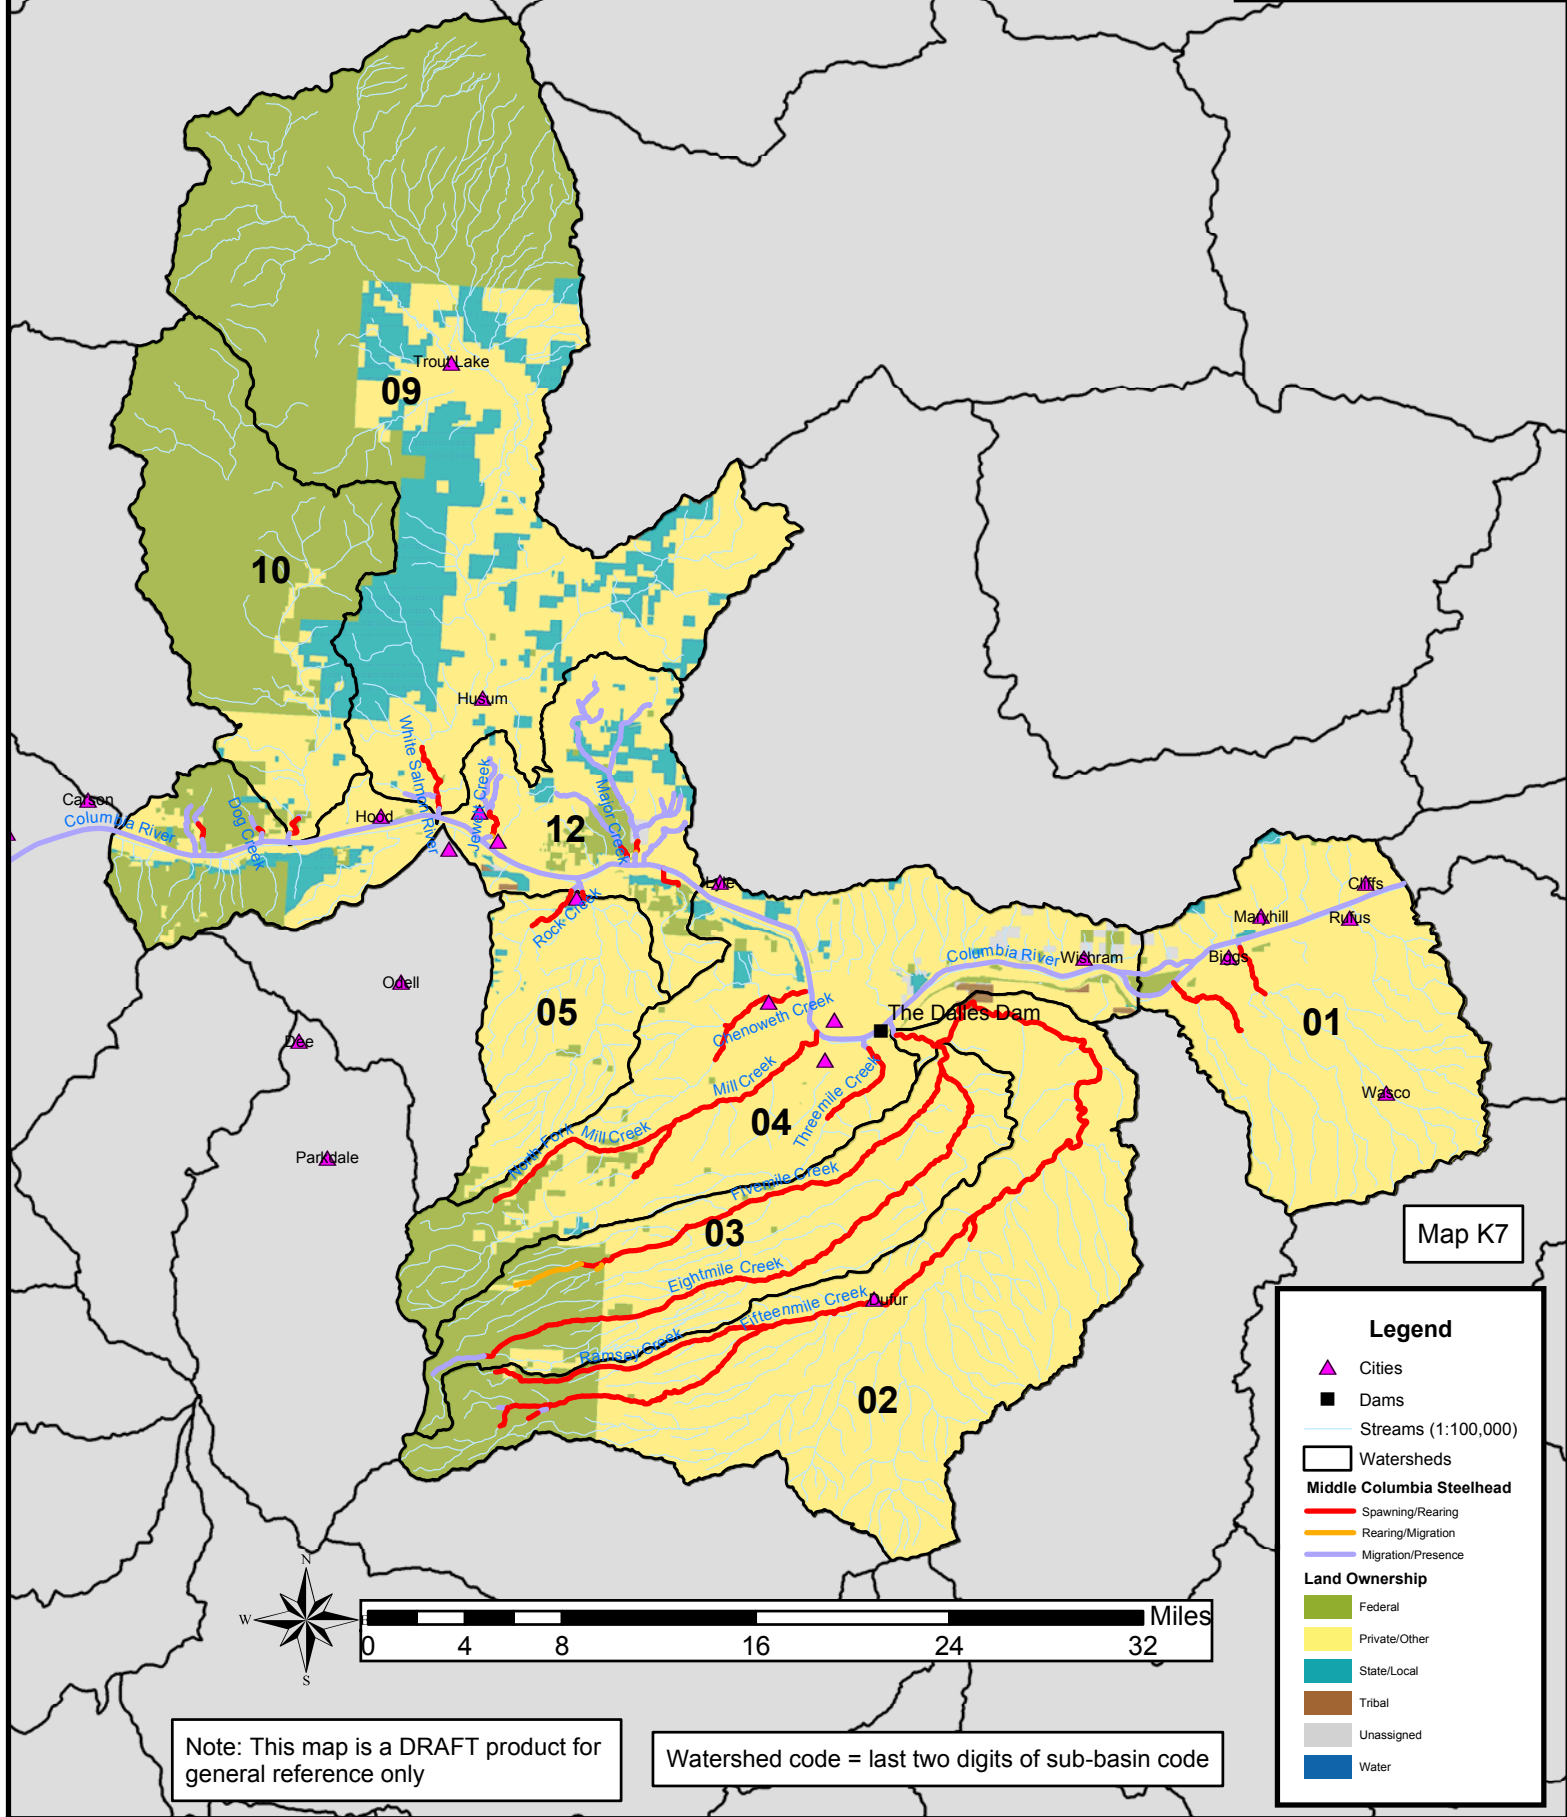 Trout Lake
09
10
Husum
White Salmon River
Jewett Creek
Major Creek
Carson
Columbia River
Dog Creek
Hood
12
Lyle
Rock Creek
Cliffs
Maryhill
Rufus
Columbia River
Wishram
Biggs
Odell
05
Chenoweth Creek
The Dalles Dam
01
Dee
Mill Creek
Threemile Creek
Wasco
04
North Fork Mill Creek
Parkdale
Fivemile Creek
03
Map K7
Eightmile Creek
Fifteenmile Creek
Dufur
Ramsey Creek
02
Legend
Cities
Dams
Streams (1:100,000)
Watersheds
Middle Columbia Steelhead
Spawning/Rearing
Rearing/Migration
Migration/Presence
Land Ownership
Federal
Private/Other
State/Local
Tribal
Unassigned
Water
N
W
E
S
Miles
0 4 8 16 24 32
Note: This map is a DRAFT product for
general reference only
Watershed code = last two digits of sub-basin code